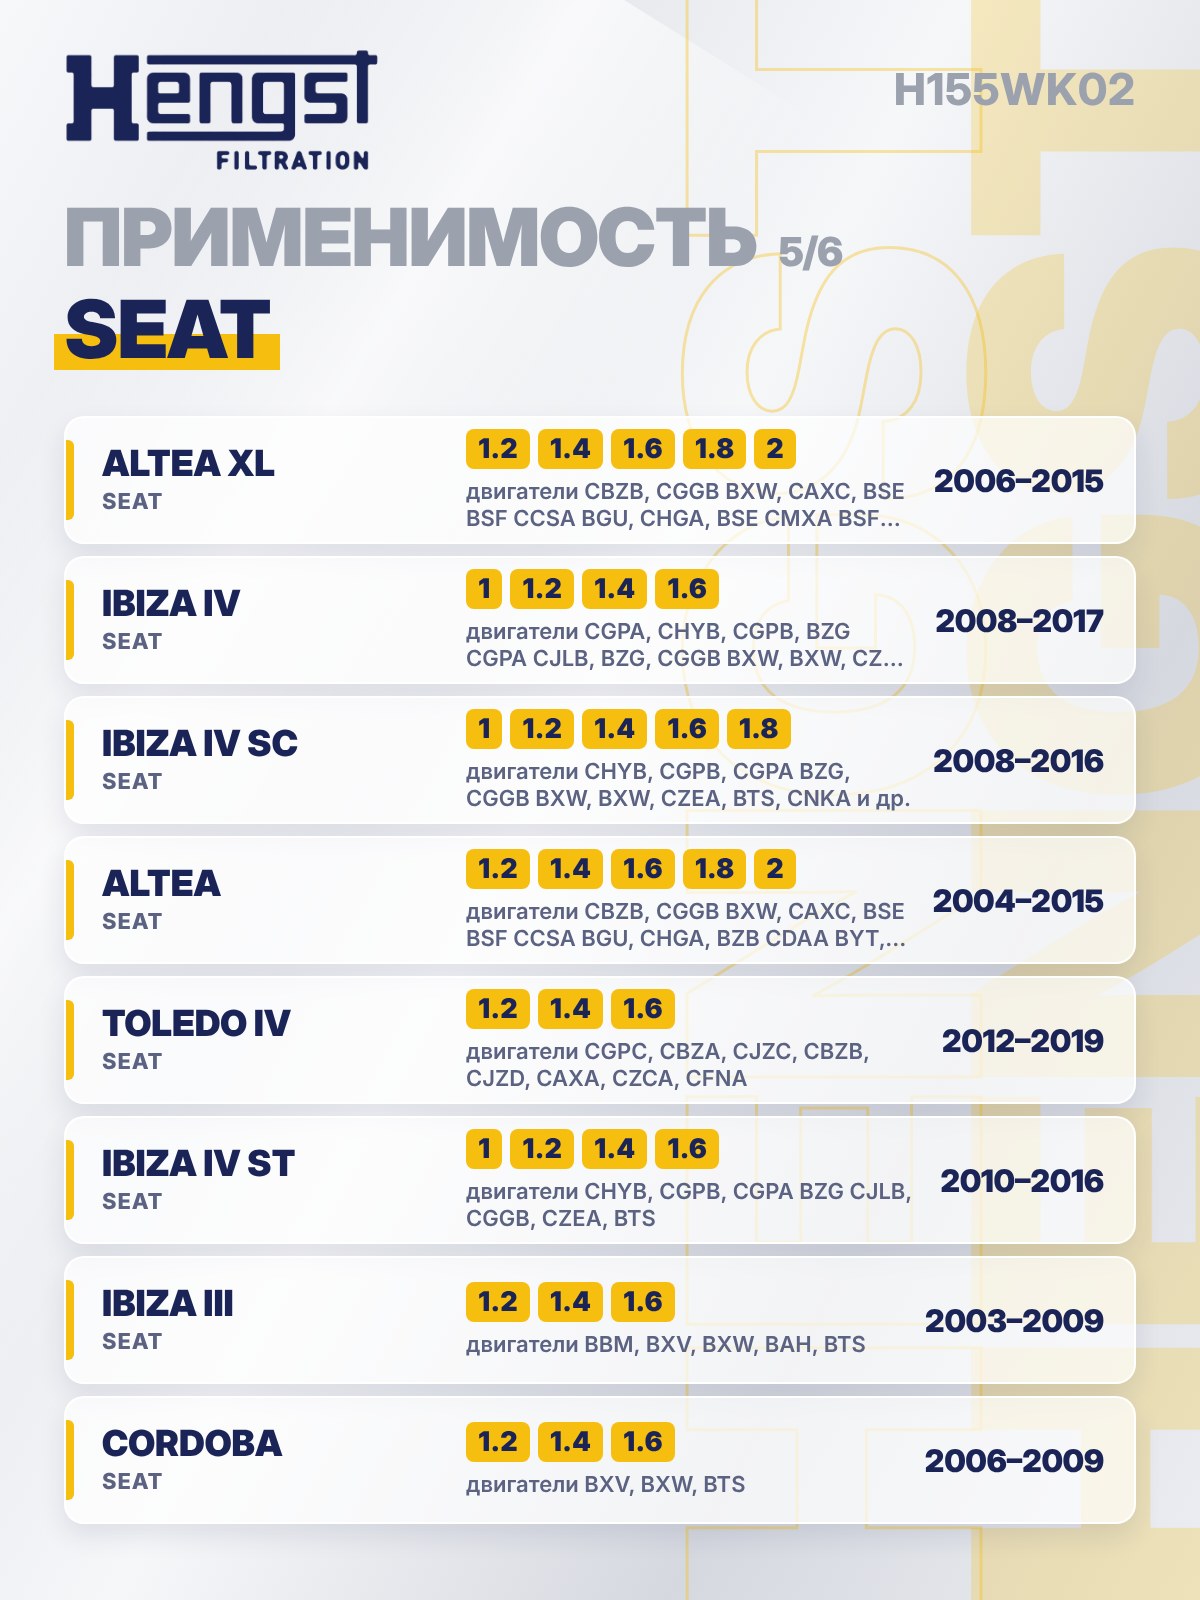 Hengst
FILTRATION
H155WK02
ПРИМЕНИМОСТЬ 5/6
SEAT
ALTEA XL
SEAT
1.2 1.4 1.6 1.8 2
двигатели CBZB, CGGB BXW, CAXC, BSE
BSF CCSA BGU, CHGA, BSE CMXA BSF...
2006–2015
IBIZA IV
SEAT
1 1.2 1.4 1.6
двигатели CGPA, CHYB, CGPB, BZG
CGPA CJLB, BZG, CGGB BXW, BXW, CZ...
2008–2017
IBIZA IV SC
SEAT
1 1.2 1.4 1.6 1.8
двигатели CHYB, CGPB, CGPA BZG,
CGGB BXW, BXW, CZEA, BTS, CNKA и др.
2008–2016
ALTEA
SEAT
1.2 1.4 1.6 1.8 2
двигатели CBZB, CGGB BXW, CAXC, BSE
BSF CCSA BGU, CHGA, BZB CDAA BYT,...
2004–2015
TOLEDO IV
SEAT
1.2 1.4 1.6
двигатели CGPC, CBZA, CJZC, CBZB,
CJZD, CAXA, CZCA, CFNA
2012–2019
IBIZA IV ST
SEAT
1 1.2 1.4 1.6
двигатели CHYB, CGPB, CGPA BZG CJLB,
CGGB, CZEA, BTS
2010–2016
IBIZA III
SEAT
1.2 1.4 1.6
двигатели BBM, BXV, BXW, BAH, BTS
2003–2009
CORDOBA
SEAT
1.2 1.4 1.6
двигатели BXV, BXW, BTS
2006–2009
HENGST
HENGST